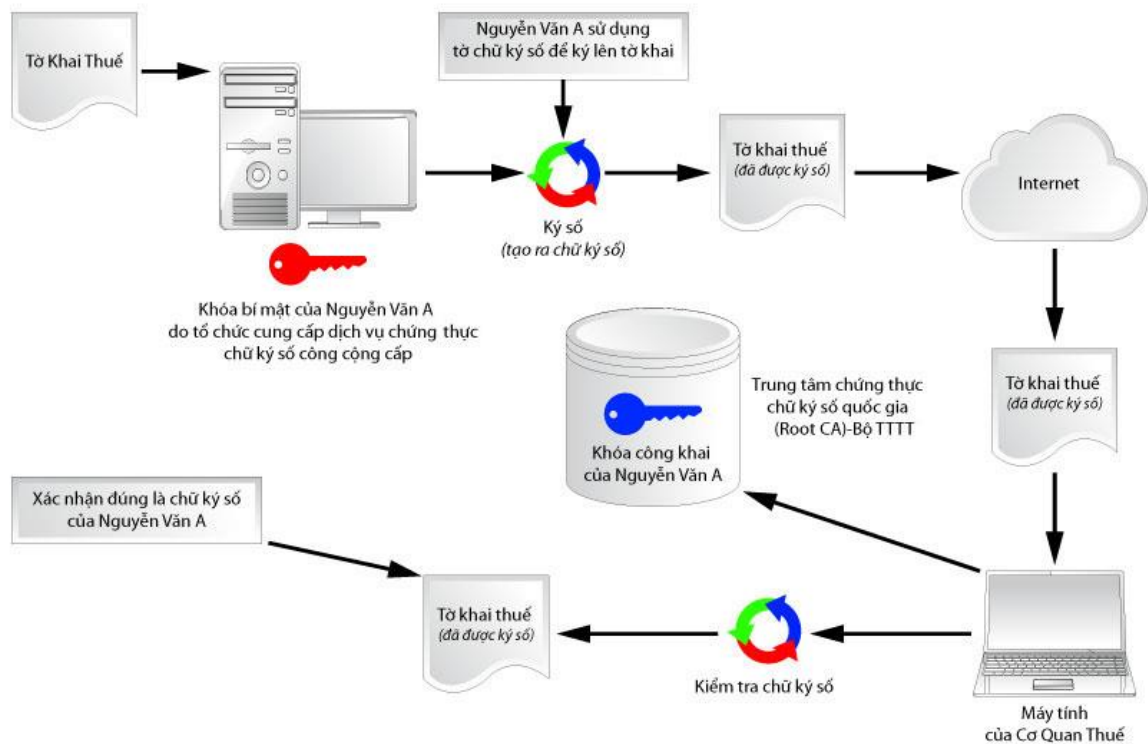 Tờ Khai Thuế
Nguyễn Văn A sử dụng
tờ chữ ký số để ký lên tờ khai
Ký số
(tạo ra chữ ký số)
Tờ khai thuế
(đã được ký số)
Internet
Khóa bí mật của Nguyễn Văn A
do tổ chức cung cấp dịch vụ chứng thực
chữ ký số công cộng cấp
Khóa công khai
của Nguyễn Văn A
Trung tâm chứng thực
chữ ký số quốc gia
(Root CA)-Bộ TTTT
Tờ khai thuế
(đã được ký số)
Xác nhận đúng là chữ ký số
của Nguyễn Văn A
Tờ khai thuế
(đã được ký số)
Kiểm tra chữ ký số
Máy tính
của Cơ Quan Thuế